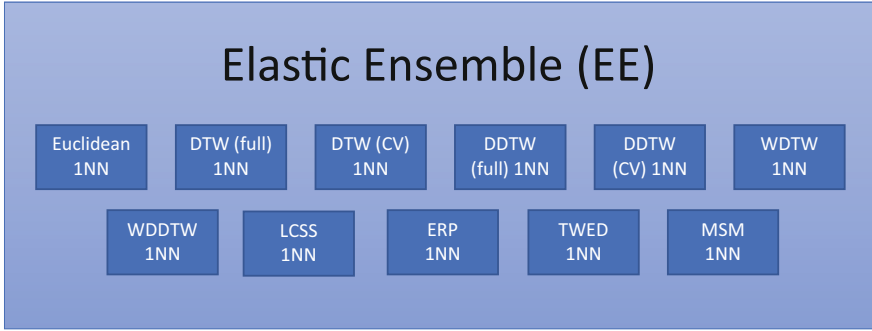 Elastic Ensemble (EE)
Euclidean
1NN
DTW (full)
1NN
DTW (CV)
1NN
DDTW
(full) 1NN
DDTW
(CV) 1NN
WDTW
1NN
WDDTW
1NN
LCSS
1NN
ERP
1NN
TWED
1NN
MSM
1NN